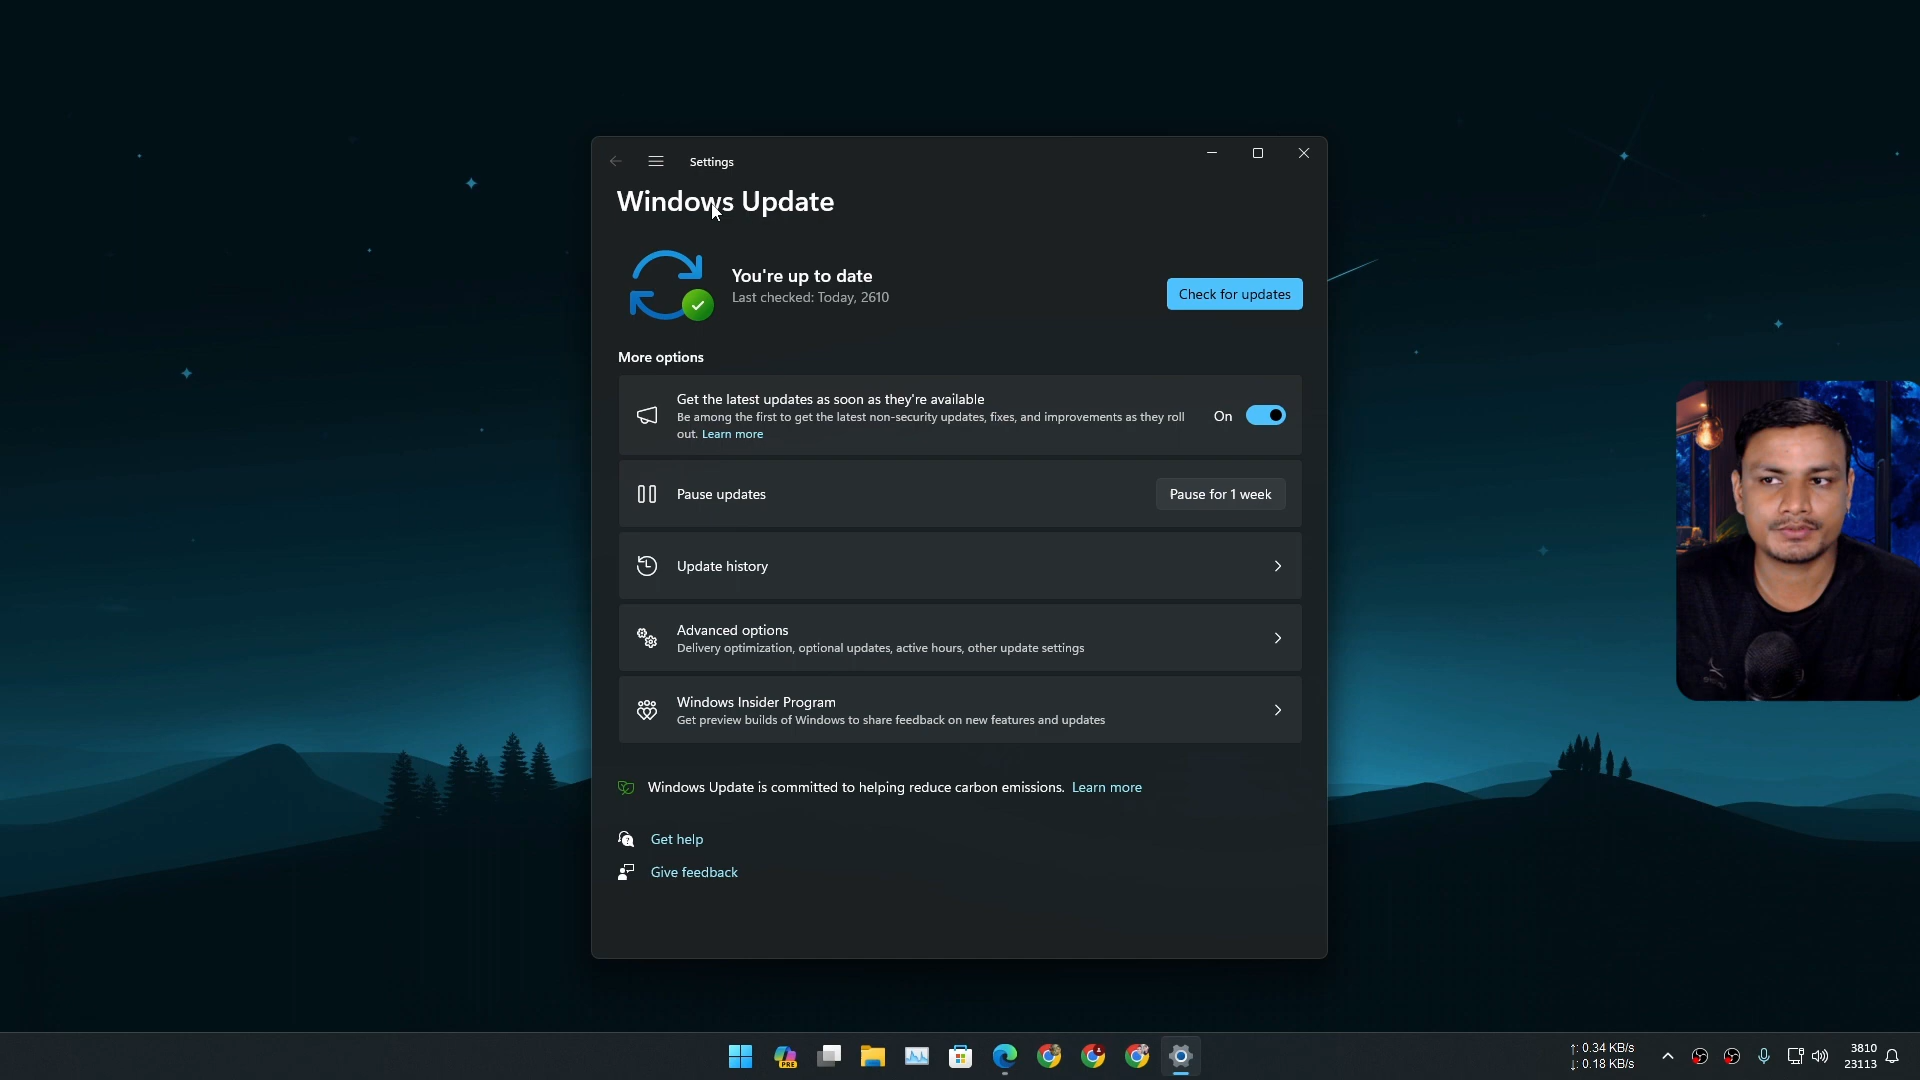 Settings
Windows Update
You're up to date
Last checked: Today, 2610
Check for updates
More options
Get the latest updates as soon as they're available
Be among the first to get the latest non-security updates, fixes, and improvements as they roll
out. Learn more
On
Pause updates
Pause for 1 week
Update history
Advanced options
Delivery optimization, optional updates, active hours, other update settings
Windows Insider Program
Get preview builds of Windows to share feedback on new features and updates
Windows Update is committed to helping reduce carbon emissions. Learn more
Get help
Give feedback
PRE
↑: 0.34 KB/s
↓: 0.18 KB/s
3810
23113